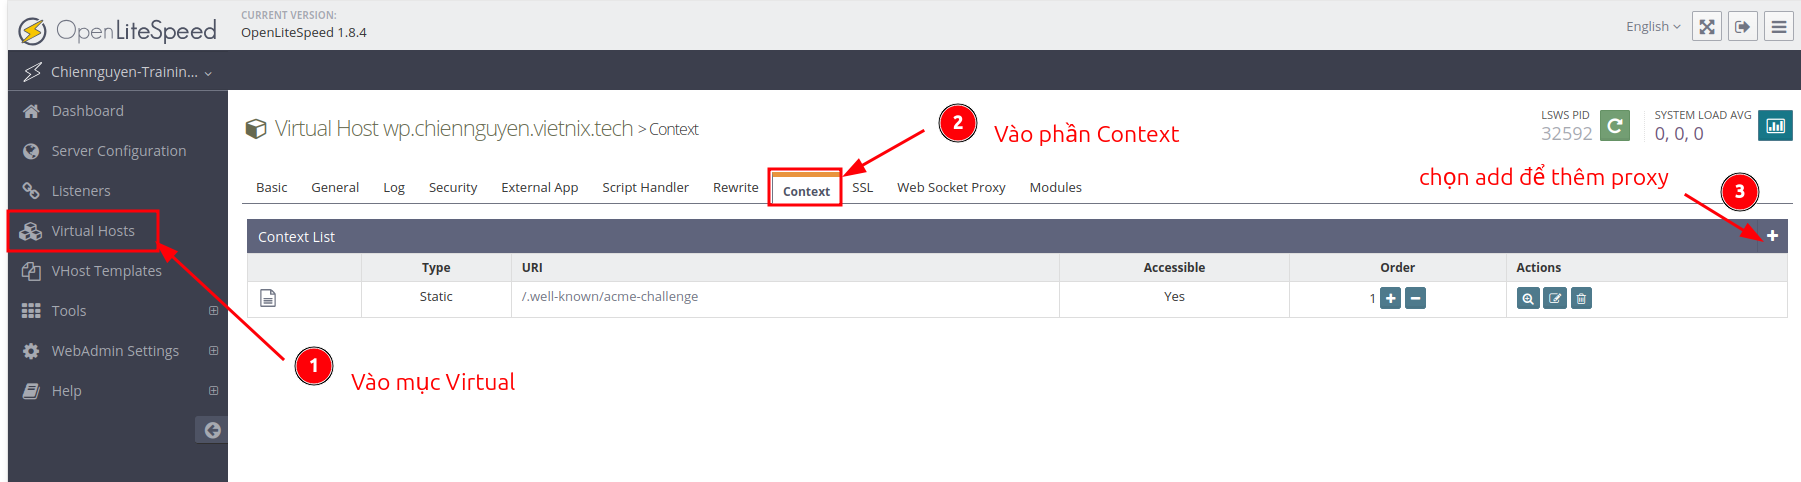 OpenLiteSpeed
CURRENT VERSION:
OpenLiteSpeed 1.8.4
English
Chiennguyen-Trainin...
Dashboard
Server Configuration
Listeners
Virtual Hosts
VHost Templates
Tools
WebAdmin Settings
Help
Virtual Host wp.chiennguyen.vietnix.tech > Context
2 Vào phần Context
LSWS PID
32592
SYSTEM LOAD AVG
0, 0, 0
chọn add để thêm proxy 3
Basic General Log Security External App Script Handler Rewrite Context SSL Web Socket Proxy Modules
Context List
Type URI Accessible Order Actions
Static /.well-known/acme-challenge Yes 1
1 Vào mục Virtual